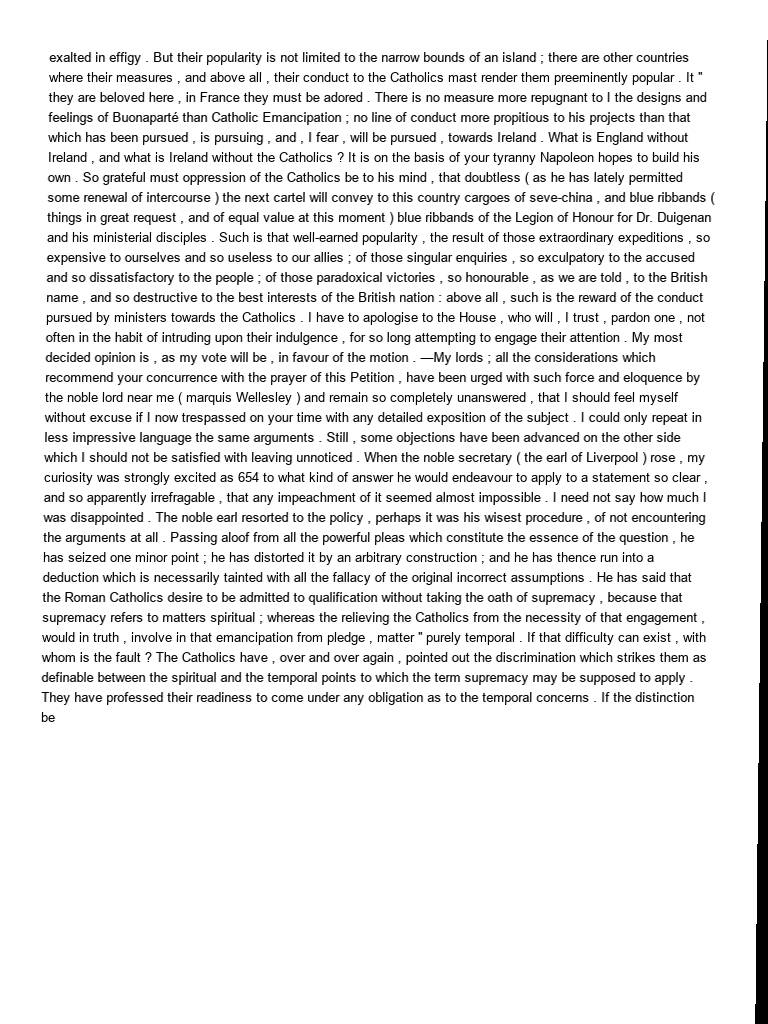 exalted in effigy . But their popularity is not limited to the narrow bounds of an island ; there are other countries
where their measures , and above all , their conduct to the Catholics mast render them preeminently popular . It "
they are beloved here , in France they must be adored . There is no measure more repugnant to I the designs and
feelings of Buonaparté than Catholic Emancipation ; no line of conduct more propitious to his projects than that
which has been pursued , is pursuing , and , I fear , will be pursued , towards Ireland . What is England without
Ireland , and what is Ireland without the Catholics ? It is on the basis of your tyranny Napoleon hopes to build his
own . So grateful must oppression of the Catholics be to his mind , that doubtless ( as he has lately permitted
some renewal of intercourse ) the next cartel will convey to this country cargoes of seve-china , and blue ribbands (
things in great request , and of equal value at this moment ) blue ribbands of the Legion of Honour for Dr. Duigenan
and his ministerial disciples . Such is that well-earned popularity , the result of those extraordinary expeditions , so
expensive to ourselves and so useless to our allies ; of those singular enquiries , so exculpatory to the accused
and so dissatisfactory to the people ; of those paradoxical victories , so honourable , as we are told , to the British
name , and so destructive to the best interests of the British nation : above all , such is the reward of the conduct
pursued by ministers towards the Catholics . I have to apologise to the House , who will , I trust , pardon one , not
often in the habit of intruding upon their indulgence , for so long attempting to engage their attention . My most
decided opinion is , as my vote will be , in favour of the motion . —My lords ; all the considerations which
recommend your concurrence with the prayer of this Petition , have been urged with such force and eloquence by
the noble lord near me ( marquis Wellesley ) and remain so completely unanswered , that I should feel myself
without excuse if I now trespassed on your time with any detailed exposition of the subject . I could only repeat in
less impressive language the same arguments . Still , some objections have been advanced on the other side
which I should not be satisfied with leaving unnoticed . When the noble secretary ( the earl of Liverpool ) rose , my
curiosity was strongly excited as 654 to what kind of answer he would endeavour to apply to a statement so clear ,
and so apparently irrefragable , that any impeachment of it seemed almost impossible . I need not say how much I
was disappointed . The noble earl resorted to the policy , perhaps it was his wisest procedure , of not encountering
the arguments at all . Passing aloof from all the powerful pleas which constitute the essence of the question , he
has seized one minor point ; he has distorted it by an arbitrary construction ; and he has thence run into a
deduction which is necessarily tainted with all the fallacy of the original incorrect assumptions . He has said that
the Roman Catholics desire to be admitted to qualification without taking the oath of supremacy , because that
supremacy refers to matters spiritual ; whereas the relieving the Catholics from the necessity of that engagement ,
would in truth , involve in that emancipation from pledge , matter " purely temporal . If that difficulty can exist , with
whom is the fault ? The Catholics have , over and over again , pointed out the discrimination which strikes them as
definable between the spiritual and the temporal points to which the term supremacy may be supposed to apply .
They have professed their readiness to come under any obligation as to the temporal concerns . If the distinction
be